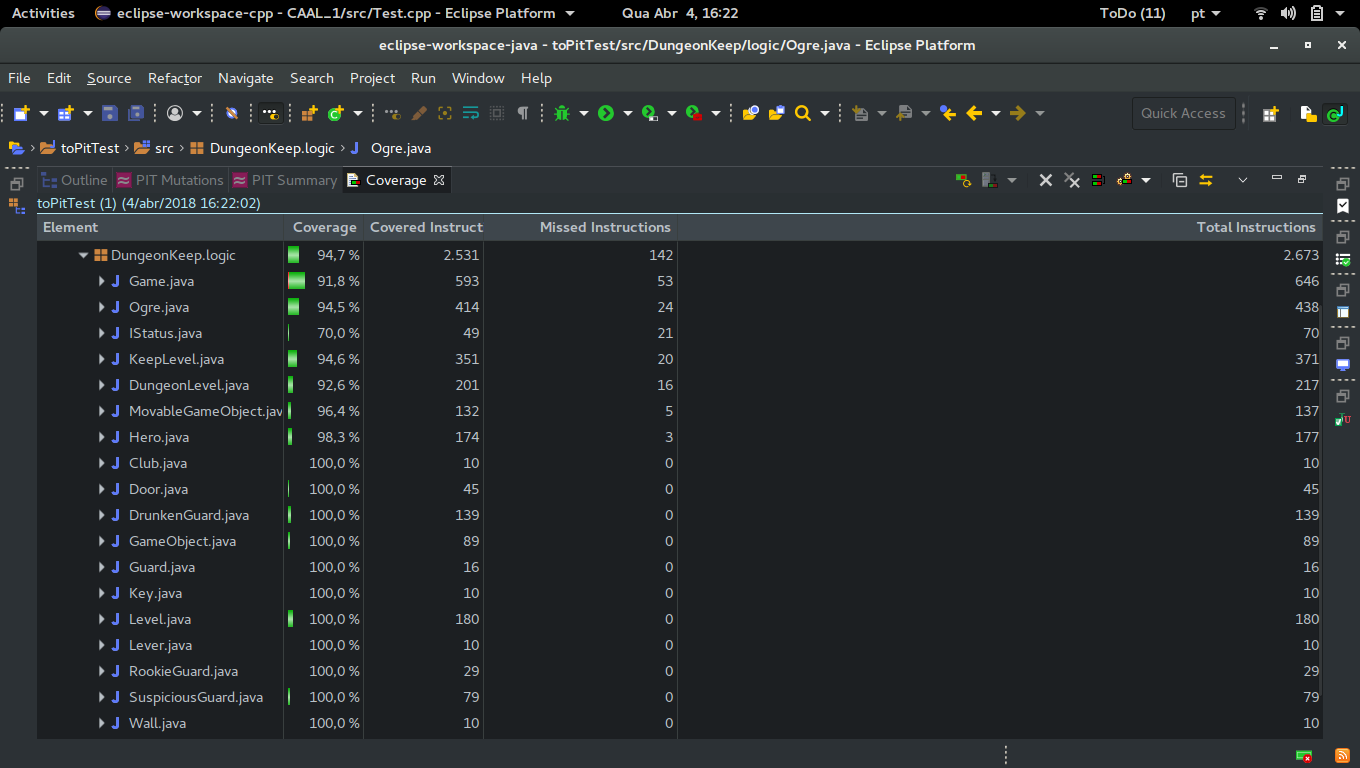 Activities eclipse-workspace-cpp - CAAL_1/src/Test.cpp - Eclipse Platform Qua Abr 4, 16:22 ToDo (11) pt
eclipse-workspace-java - toPitTest/src/DungeonKeep/logic/Ogre.java - Eclipse Platform
File Edit Source Refactor Navigate Search Project Run Window Help
Quick Access
toPitTest src DungeonKeep.logic Ogre.java
Outline PIT Mutations PIT Summary Coverage
toPitTest (1) (4/abr/2018 16:22:02)
Element Coverage Covered Instruct Missed Instructions Total Instructions
DungeonKeep.logic 94,7 % 2.531 142 2.673
Game.java 91,8 % 593 53 646
Ogre.java 94,5 % 414 24 438
IStatus.java 70,0 % 49 21 70
KeepLevel.java 94,6 % 351 20 371
DungeonLevel.java 92,6 % 201 16 217
MovableGameObject.jav 96,4 % 132 5 137
Hero.java 98,3 % 174 3 177
Club.java 100,0 % 10 0 10
Door.java 100,0 % 45 0 45
DrunkenGuard.java 100,0 % 139 0 139
GameObject.java 100,0 % 89 0 89
Guard.java 100,0 % 16 0 16
Key.java 100,0 % 10 0 10
Level.java 100,0 % 180 0 180
Lever.java 100,0 % 10 0 10
RookieGuard.java 100,0 % 29 0 29
SuspiciousGuard.java 100,0 % 79 0 79
Wall.java 100,0 % 10 0 10